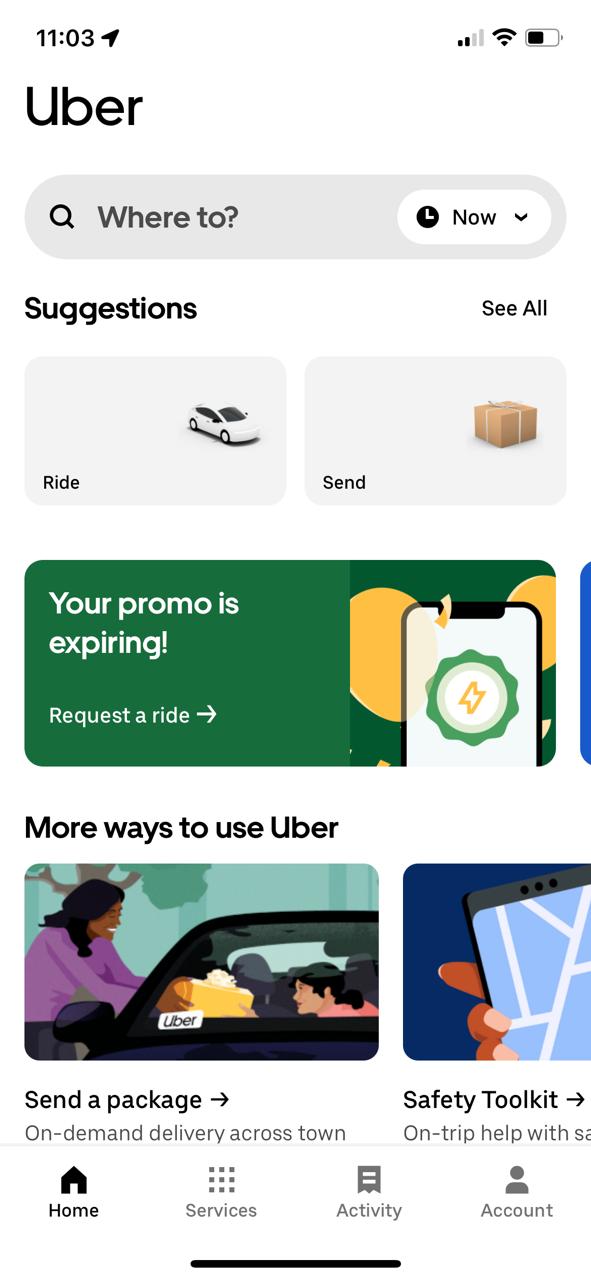 11:03
Uber
Where to?
Now
Suggestions
See All
Ride
Send
Your promo is
expiring!
Request a ride →
More ways to use Uber
Uber
Send a package →
Safety Toolkit →
On-demand delivery across town
On-trip help with sa
Home
Services
Activity
Account